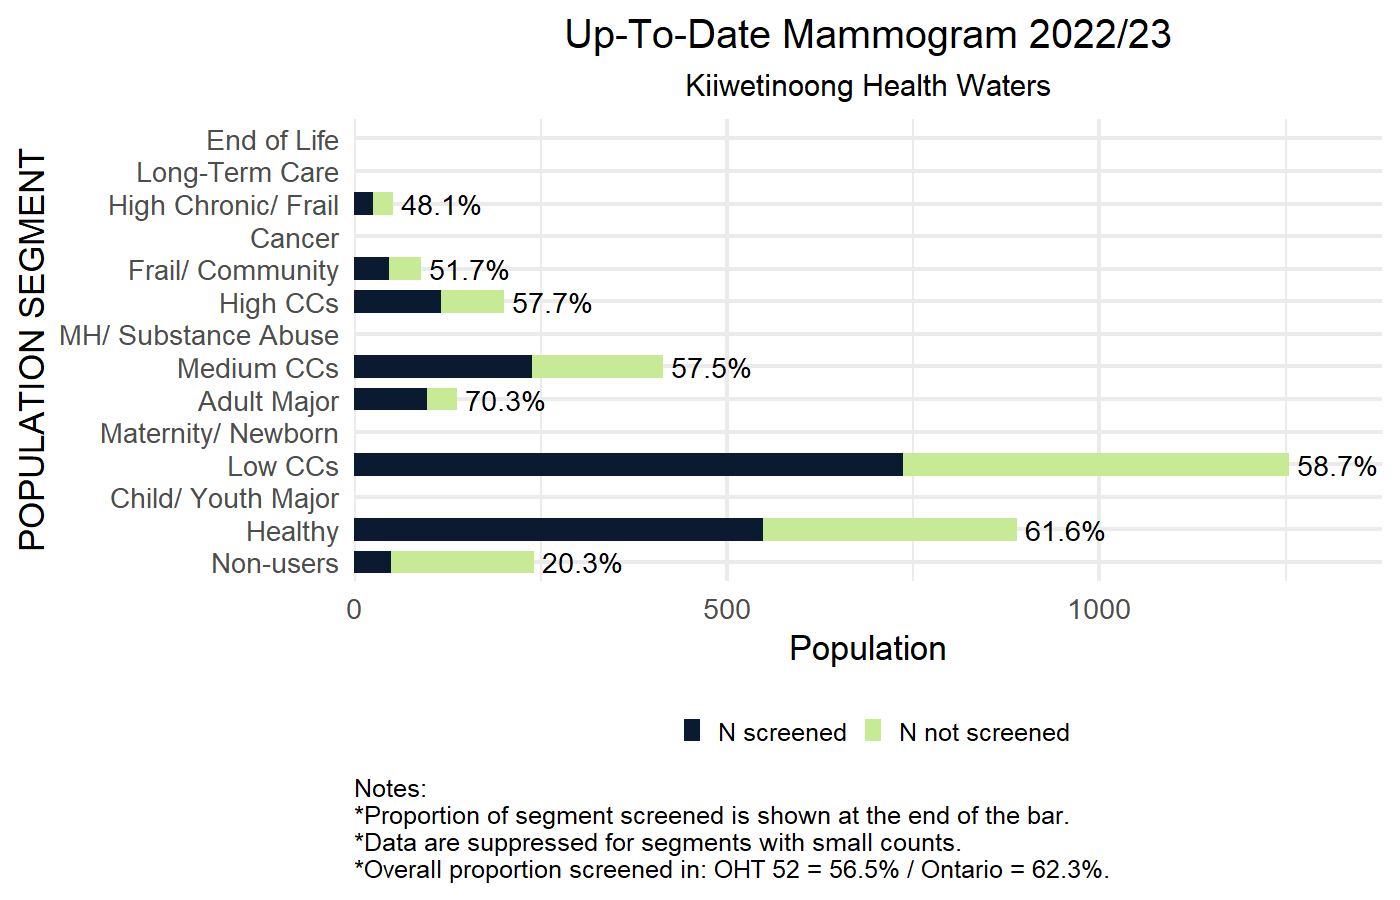 Up-To-Date Mammogram 2022/23
Kiiwetinoong Health Waters
POPULATION SEGMENT
End of Life
Long-Term Care
High Chronic/ Frail 48.1%
Cancer
Frail/ Community 51.7%
High CCs 57.7%
MH/ Substance Abuse
Medium CCs 57.5%
Adult Major 70.3%
Maternity/ Newborn
Low CCs 58.7%
Child/ Youth Major
Healthy 61.6%
Non-users 20.3%
0 500 1000
Population
N screened N not screened
Notes:
*Proportion of segment screened is shown at the end of the bar.
*Data are suppressed for segments with small counts.
*Overall proportion screened in: OHT 52 = 56.5% / Ontario = 62.3%.